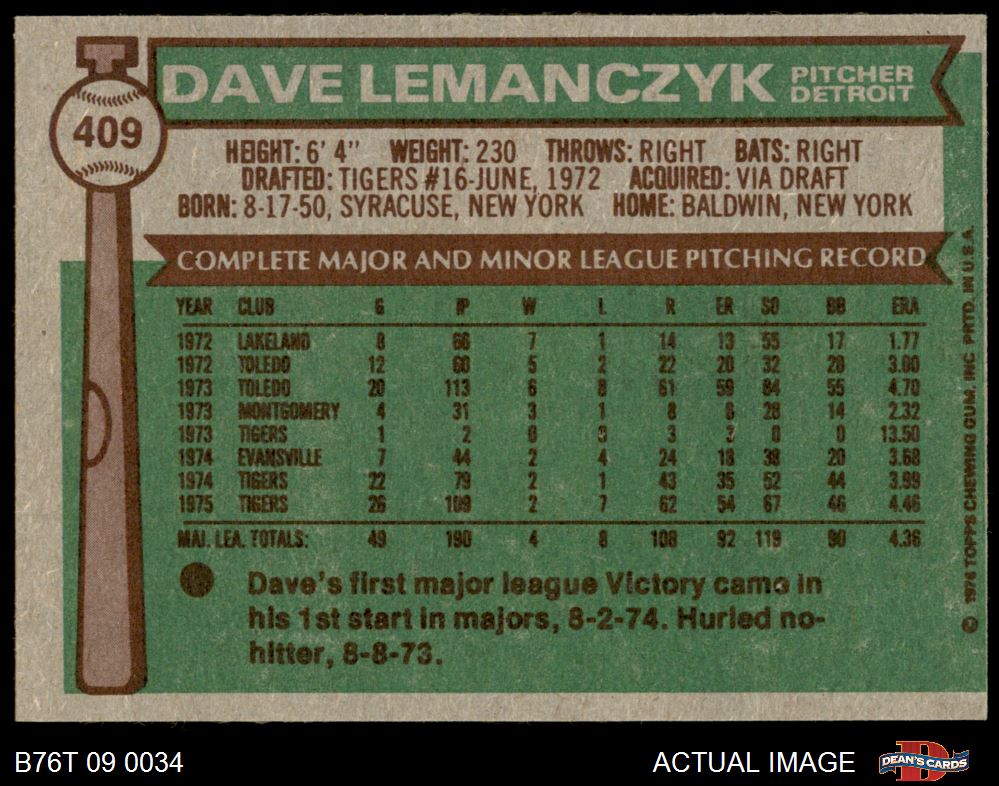 409
DAVE LEMANCZYK PITCHER DETROIT
HEIGHT: 6' 4" WEIGHT: 230 THROWS: RIGHT BATS: RIGHT
DRAFTED: TIGERS #16-JUNE, 1972 ACQUIRED: VIA DRAFT
BORN: 8-17-50, SYRACUSE, NEW YORK HOME: BALDWIN, NEW YORK
COMPLETE MAJOR AND MINOR LEAGUE PITCHING RECORD
YEAR CLUB G IP W L R ER SO BB ERA
1972 LAKELAND 8 66 7 1 14 13 55 17 1.77
1972 TOLEDO 12 60 5 2 22 20 32 28 3.00
1973 TOLEDO 20 113 6 8 61 59 84 55 4.70
1973 MONTGOMERY 4 31 3 1 8 8 28 14 2.32
1973 TIGERS 1 2 0 3 0 0 13.50
1974 EVANSVILLE 7 44 2 4 24 18 38 20 3.68
1974 TIGERS 22 79 2 1 43 35 52 44 3.99
1975 TIGERS 26 109 2 7 62 54 67 46 4.46
MAJ. LEA. TOTALS: 49 190 4 8 108 92 119 90 4.36
Dave's first major league Victory came in
his 1st start in majors, 8-2-74. Hurled no-
hitter, 8-8-73.
© 1976 TOPPS CHEWING GUM, INC. PRTD. IN U.S.A.
B76T 09 0034 ACTUAL IMAGE DEAN'S CARDS